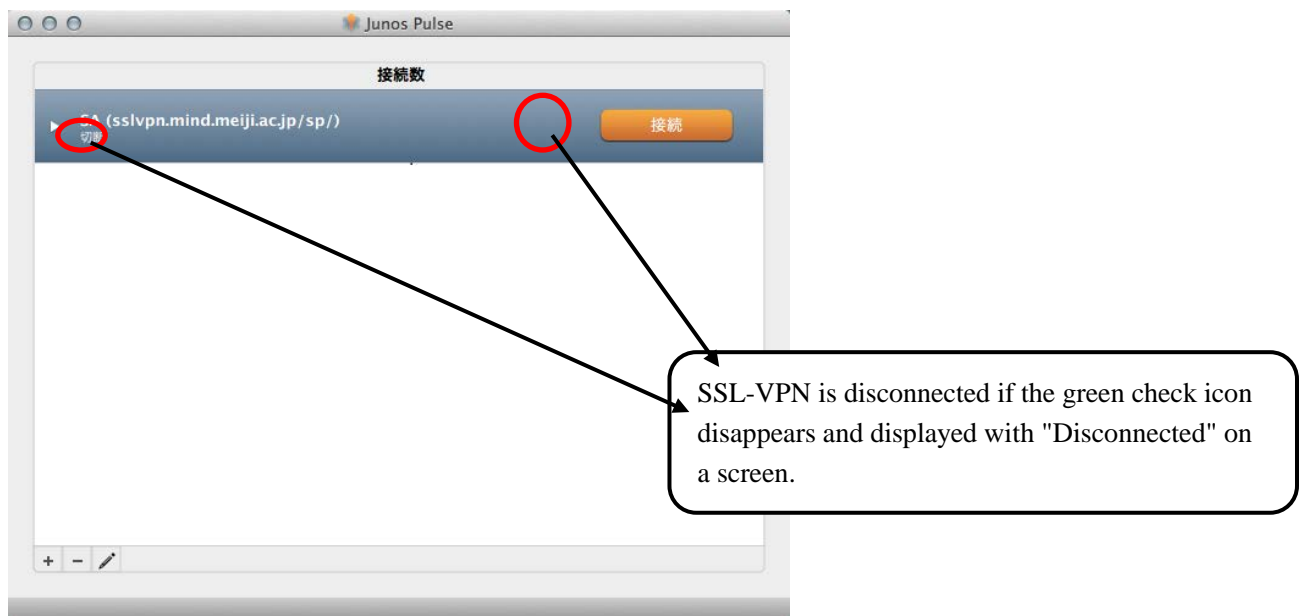 Junos Pulse
接続数
SA (sslvpn.mind.meiji.ac.jp/sp/)
接続
切断
SSL-VPN is disconnected if the green check icon
disappears and displayed with "Disconnected" on
a screen.